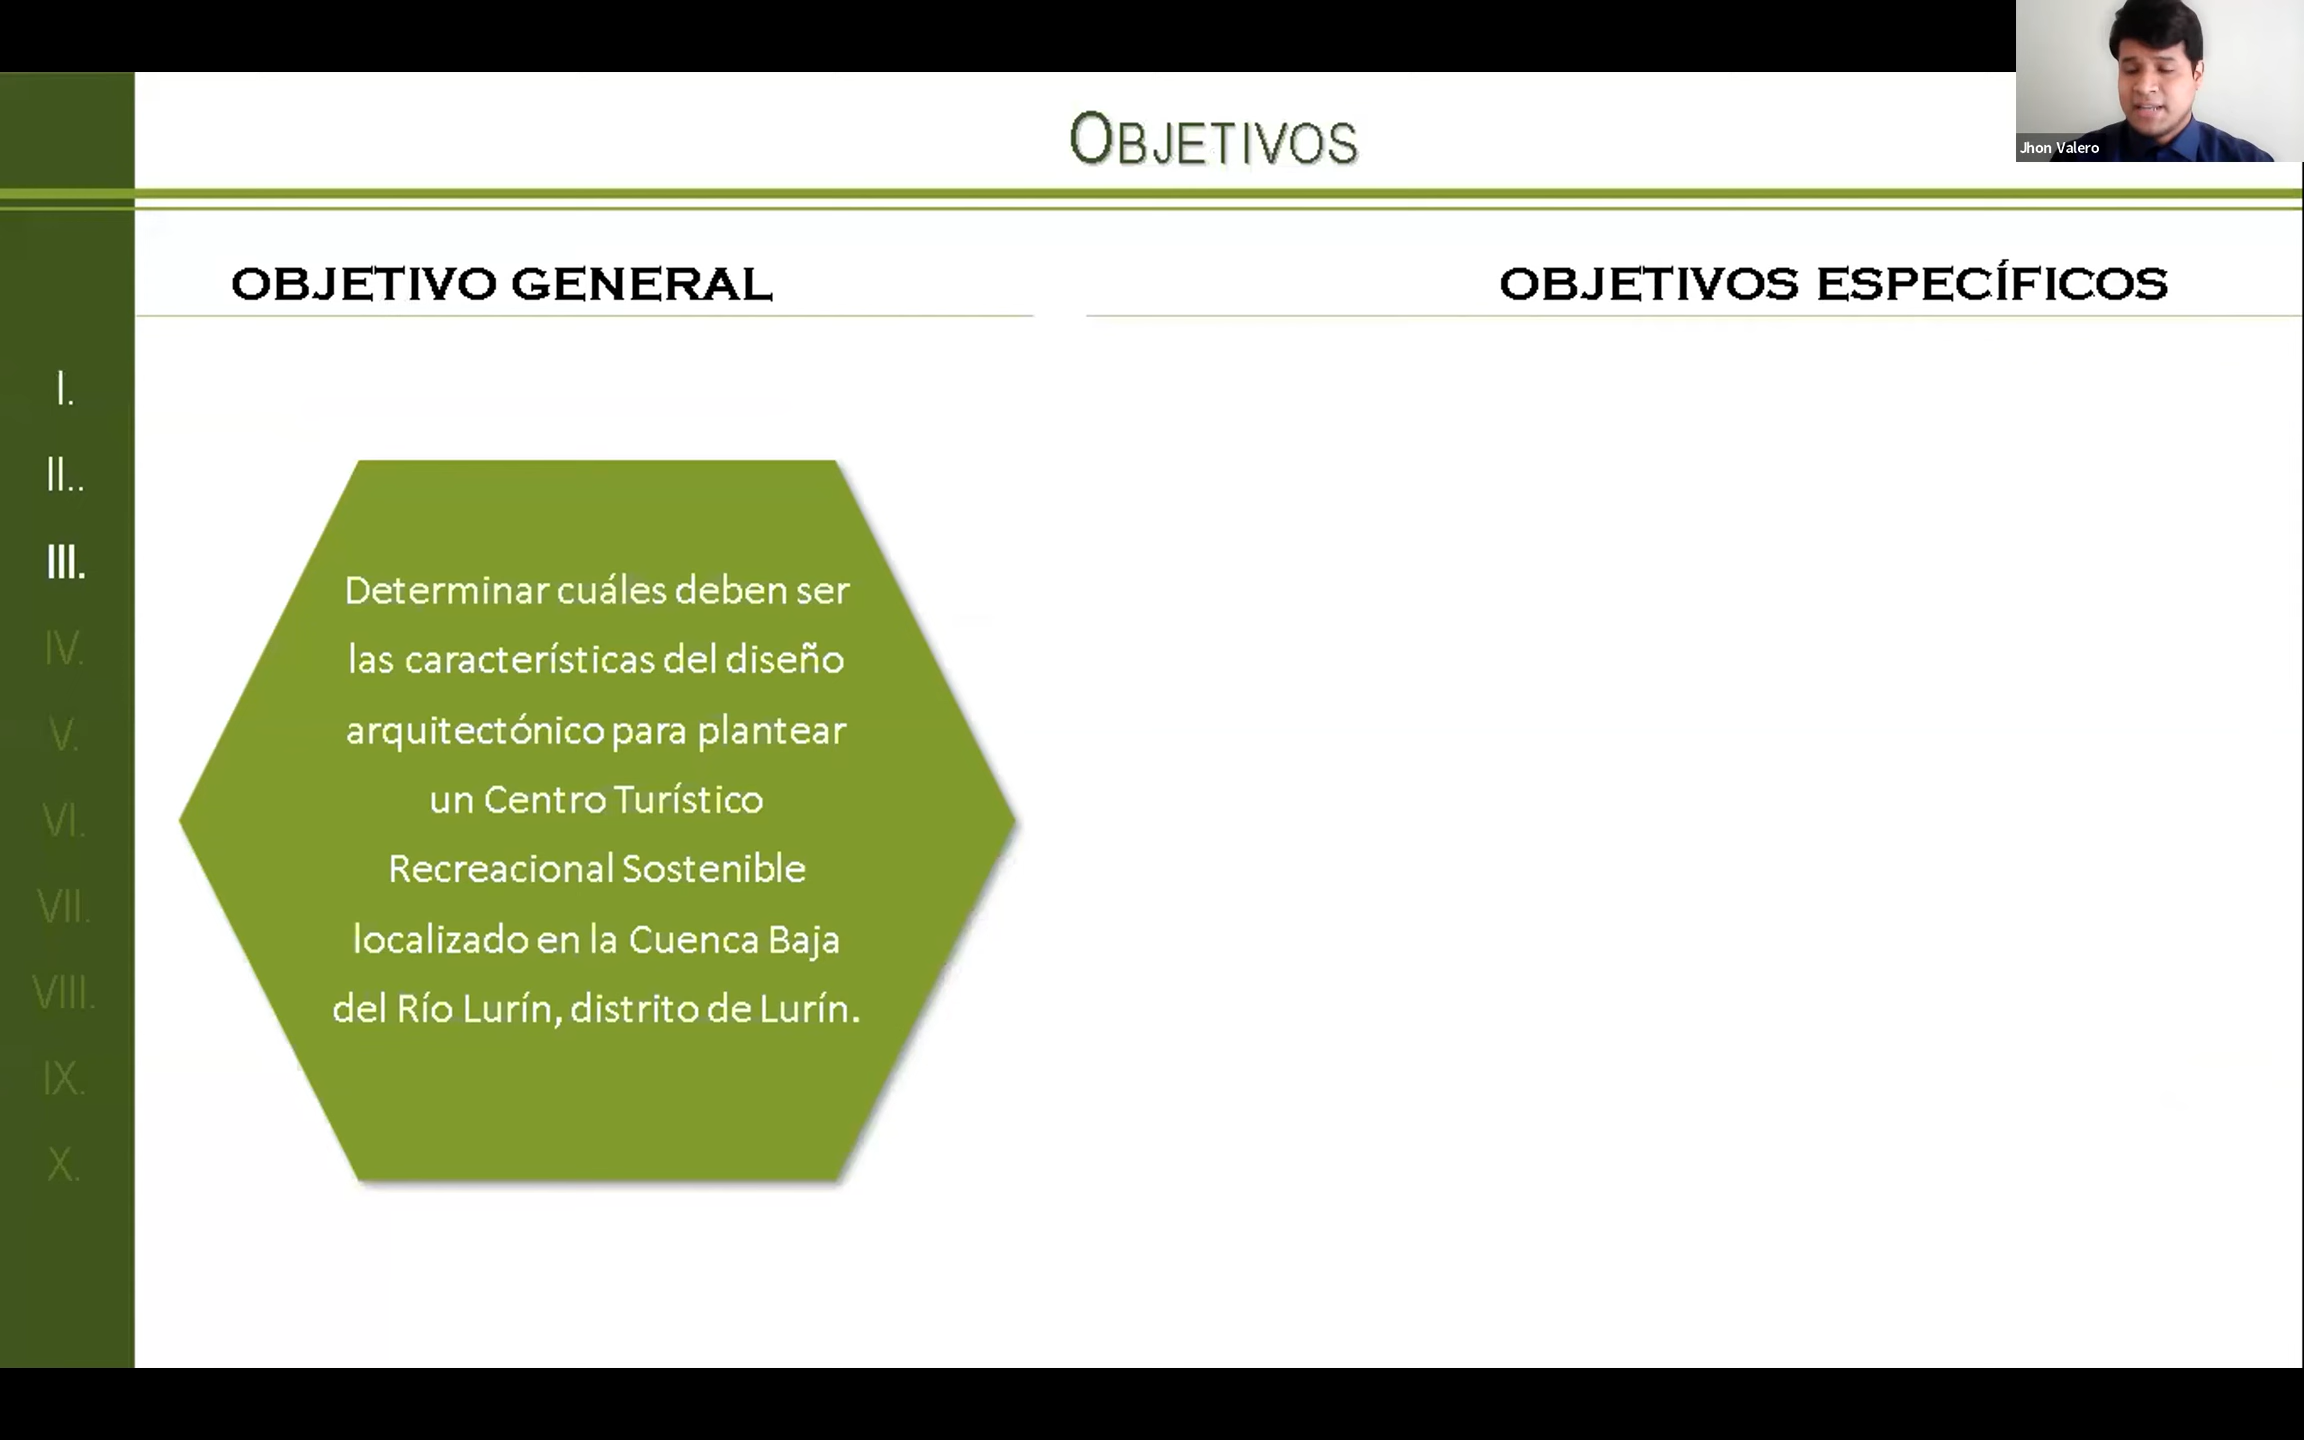 Jhon Valero
OBJETIVOS
OBJETIVO GENERAL
OBJETIVOS ESPECÍFICOS
I.
II..
III.
IV.
V.
VI.
VII.
VIII.
IX.
X.
Determinar cuáles deben ser
las características del diseño
arquitectónico para plantear
un Centro Turístico
Recreacional Sostenible
localizado en la Cuenca Baja
del Río Lurín, distrito de Lurín.